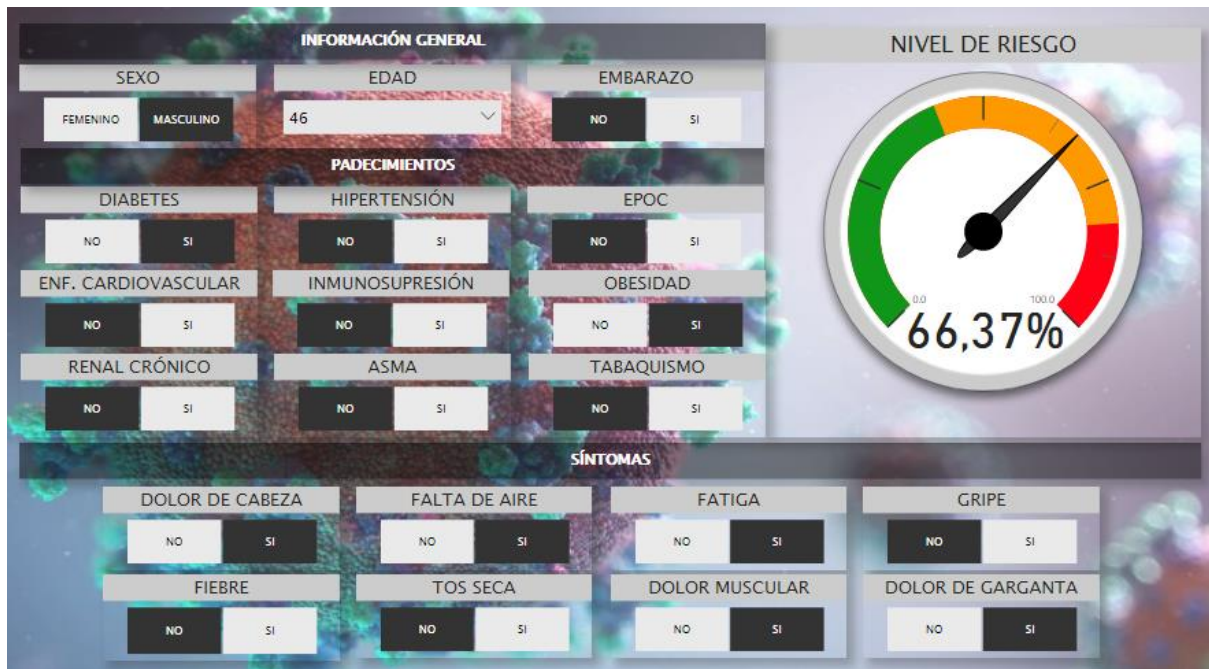 INFORMACIÓN GENERAL
NIVEL DE RIESGO
SEXO EDAD EMBARAZO
FEMENINO MASCULINO 46 NO SI
PADECIMIENTOS
DIABETES HIPERTENSIÓN EPOC
NO SI NO SI NO SI
ENF. CARDIOVASCULAR INMUNOSUPRESIÓN OBESIDAD
NO SI NO SI NO SI
RENAL CRÓNICO ASMA TABAQUISMO
NO SI NO SI NO SI
0.0 100.0
66,37%
SÍNTOMAS
DOLOR DE CABEZA FALTA DE AIRE FATIGA GRIPE
NO SI NO SI NO SI NO SI
FIEBRE TOS SECA DOLOR MUSCULAR DOLOR DE GARGANTA
NO SI NO SI NO SI NO SI